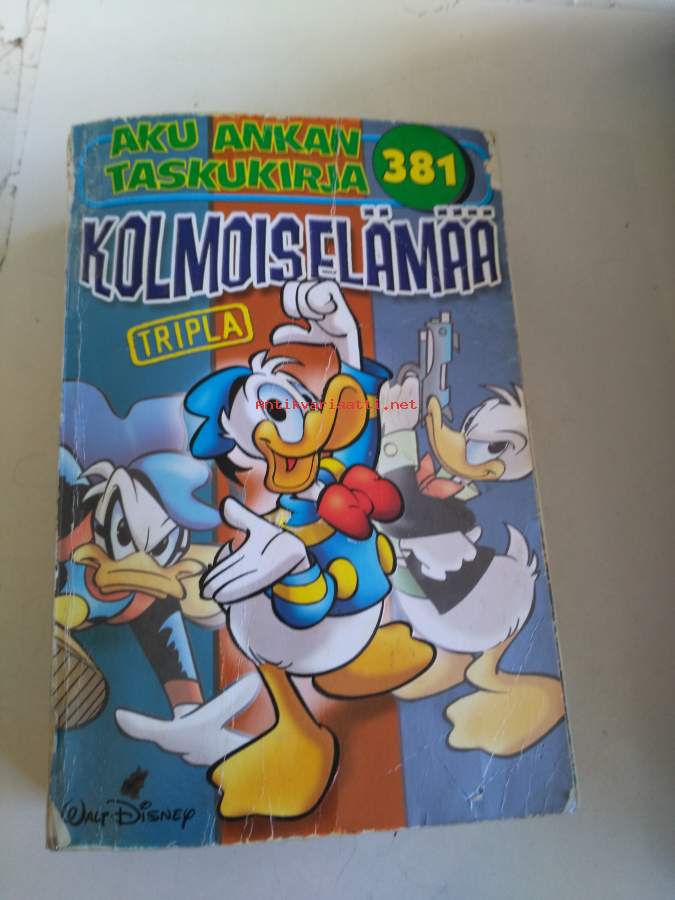 AKU ANKAN
TASKUKIRJA
381
KOLMOISELÄMÄÄ
TRIPLA
Antikvariaatti.net
WALT DISNEY